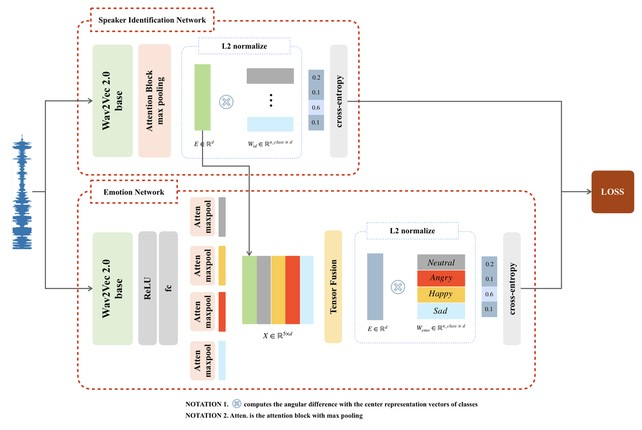 Speaker Identification Network
Wav2Vec 2.0
base
Attention Block
max pooling
L2 normalize
E ∈ ℝ^d
W_id ∈ ℝ^{n_class × d}
0.2
0.1
0.6
0.1
cross-entropy
LOSS
Emotion Network
Wav2Vec 2.0
base
ReLU
fc
Atten
maxpool
Atten
maxpool
Atten
maxpool
Atten
maxpool
X ∈ ℝ^{5×d}
Tensor Fusion
L2 normalize
E ∈ ℝ^d
Neutral
Angry
Happy
Sad
W_emo ∈ ℝ^{n_class × d}
0.2
0.1
0.6
0.1
cross-entropy
NOTATION 1. ⊗ computes the angular difference with the center representation vectors of classes
NOTATION 2. Atten. is the attention block with max pooling